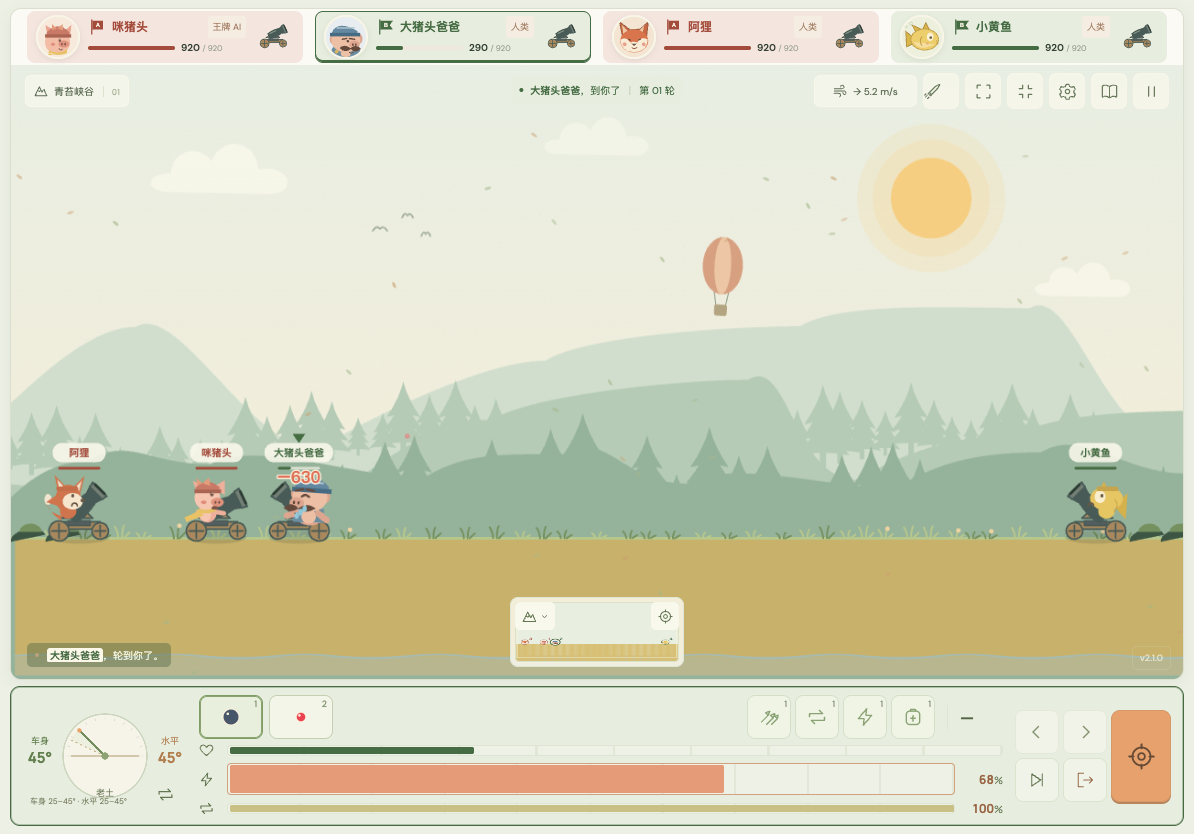 A 咪猪头 王牌 AI
920 / 920
B 大猪头爸爸 人类
290 / 920
A 阿狸 人类
920 / 920
B 小黄鱼 人类
920 / 920
青苔峡谷 01
大猪头爸爸，到你了 | 第 01 轮
→ 5.2 m/s
阿狸
咪猪头
大猪头爸爸
小黄鱼
−630
大猪头爸爸，轮到你了。
v2.1.0
车身
45°
水平
45°
老土
车身 25–45° · 水平 25–45°
1
2
1
1
1
1
68%
100%